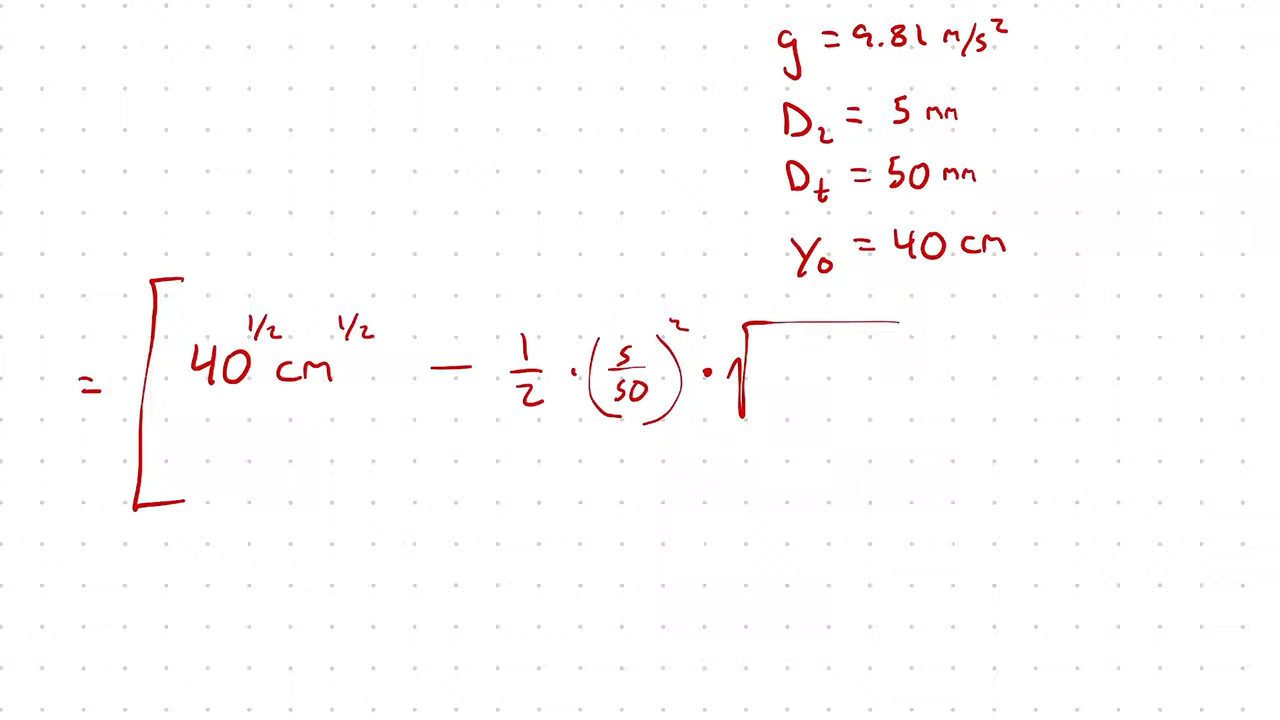 g = 9.81 m/s²
D₂ = 5 mm
Dₜ = 50 mm
y₀ = 40 cm
= [ 40^1/2 cm^1/2 - 1/2 · (5/50)² · √